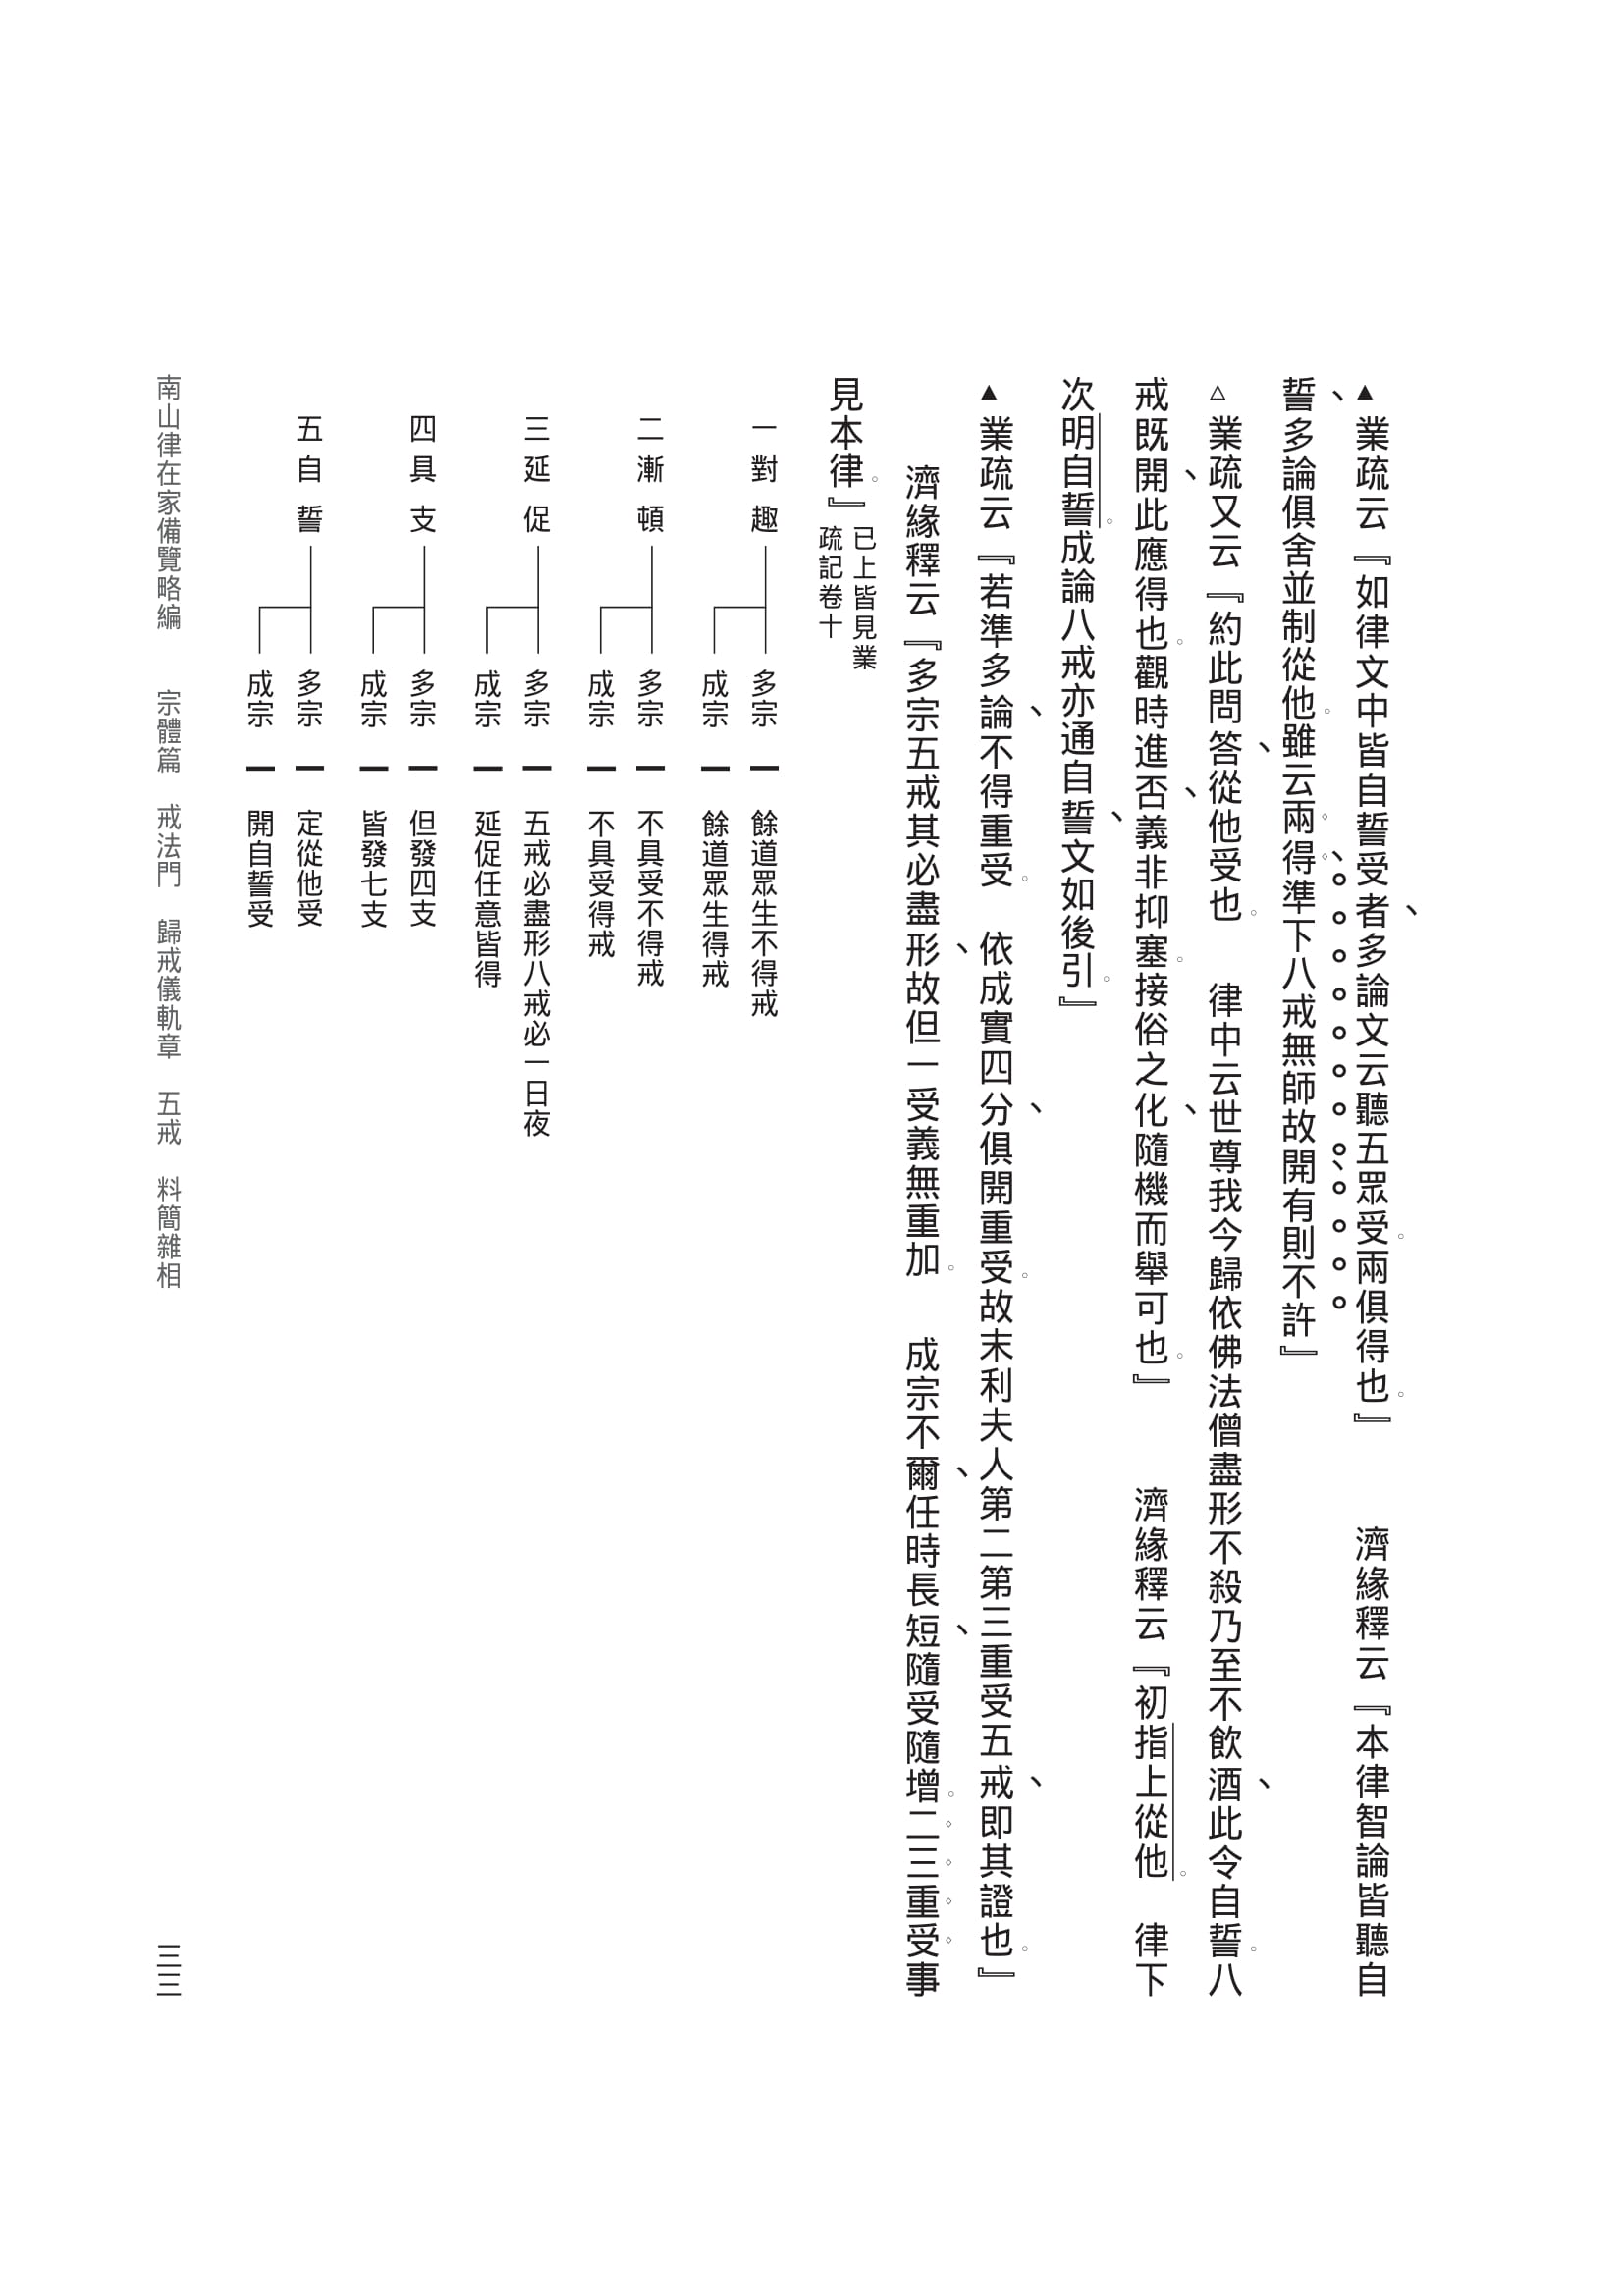 ▲業疏云『如律文中皆自誓受者、多論文云聽五眾受。兩俱得也。』　濟緣釋云『本律智論皆聽自
誓、多論俱舍並制從他。雖云兩得、準下八戒無師故開、有則不許』
△業疏又云『約此問答、從他受也。　律中云世尊我今歸依佛法僧盡形不殺乃至不飲酒、此令自誓。八
戒既開、此應得也。觀時進否、義非抑塞。接俗之化、隨機而舉可也。』　濟緣釋云『初指上從他。　律下
次明自誓。成論八戒亦通自誓、文如後引。』
▲業疏云『若準多論、不得重受。　依成實四分、俱開重受。故末利夫人第二第三重受五戒、即其證也。』
濟緣釋云『多宗五戒其必盡形、故但一受義無重加。　成宗不爾、任時長短、隨受隨增。二三重受事
見本律。』已上皆見業
疏記卷十
一對趣
多宗 — 餘道眾生不得戒
成宗 — 餘道眾生得戒
二漸頓
多宗 — 不具受不得戒
成宗 — 不具受得戒
三延促
多宗 — 五戒必盡形八戒必一日夜
成宗 — 延促任意皆得
四具支
多宗 — 但發四支
成宗 — 皆發七支
五自誓
多宗 — 定從他受
成宗 — 開自誓受
南山律在家備覽略編　宗體篇　戒法門　歸戒儀軌章　五戒　料簡雜相
三三